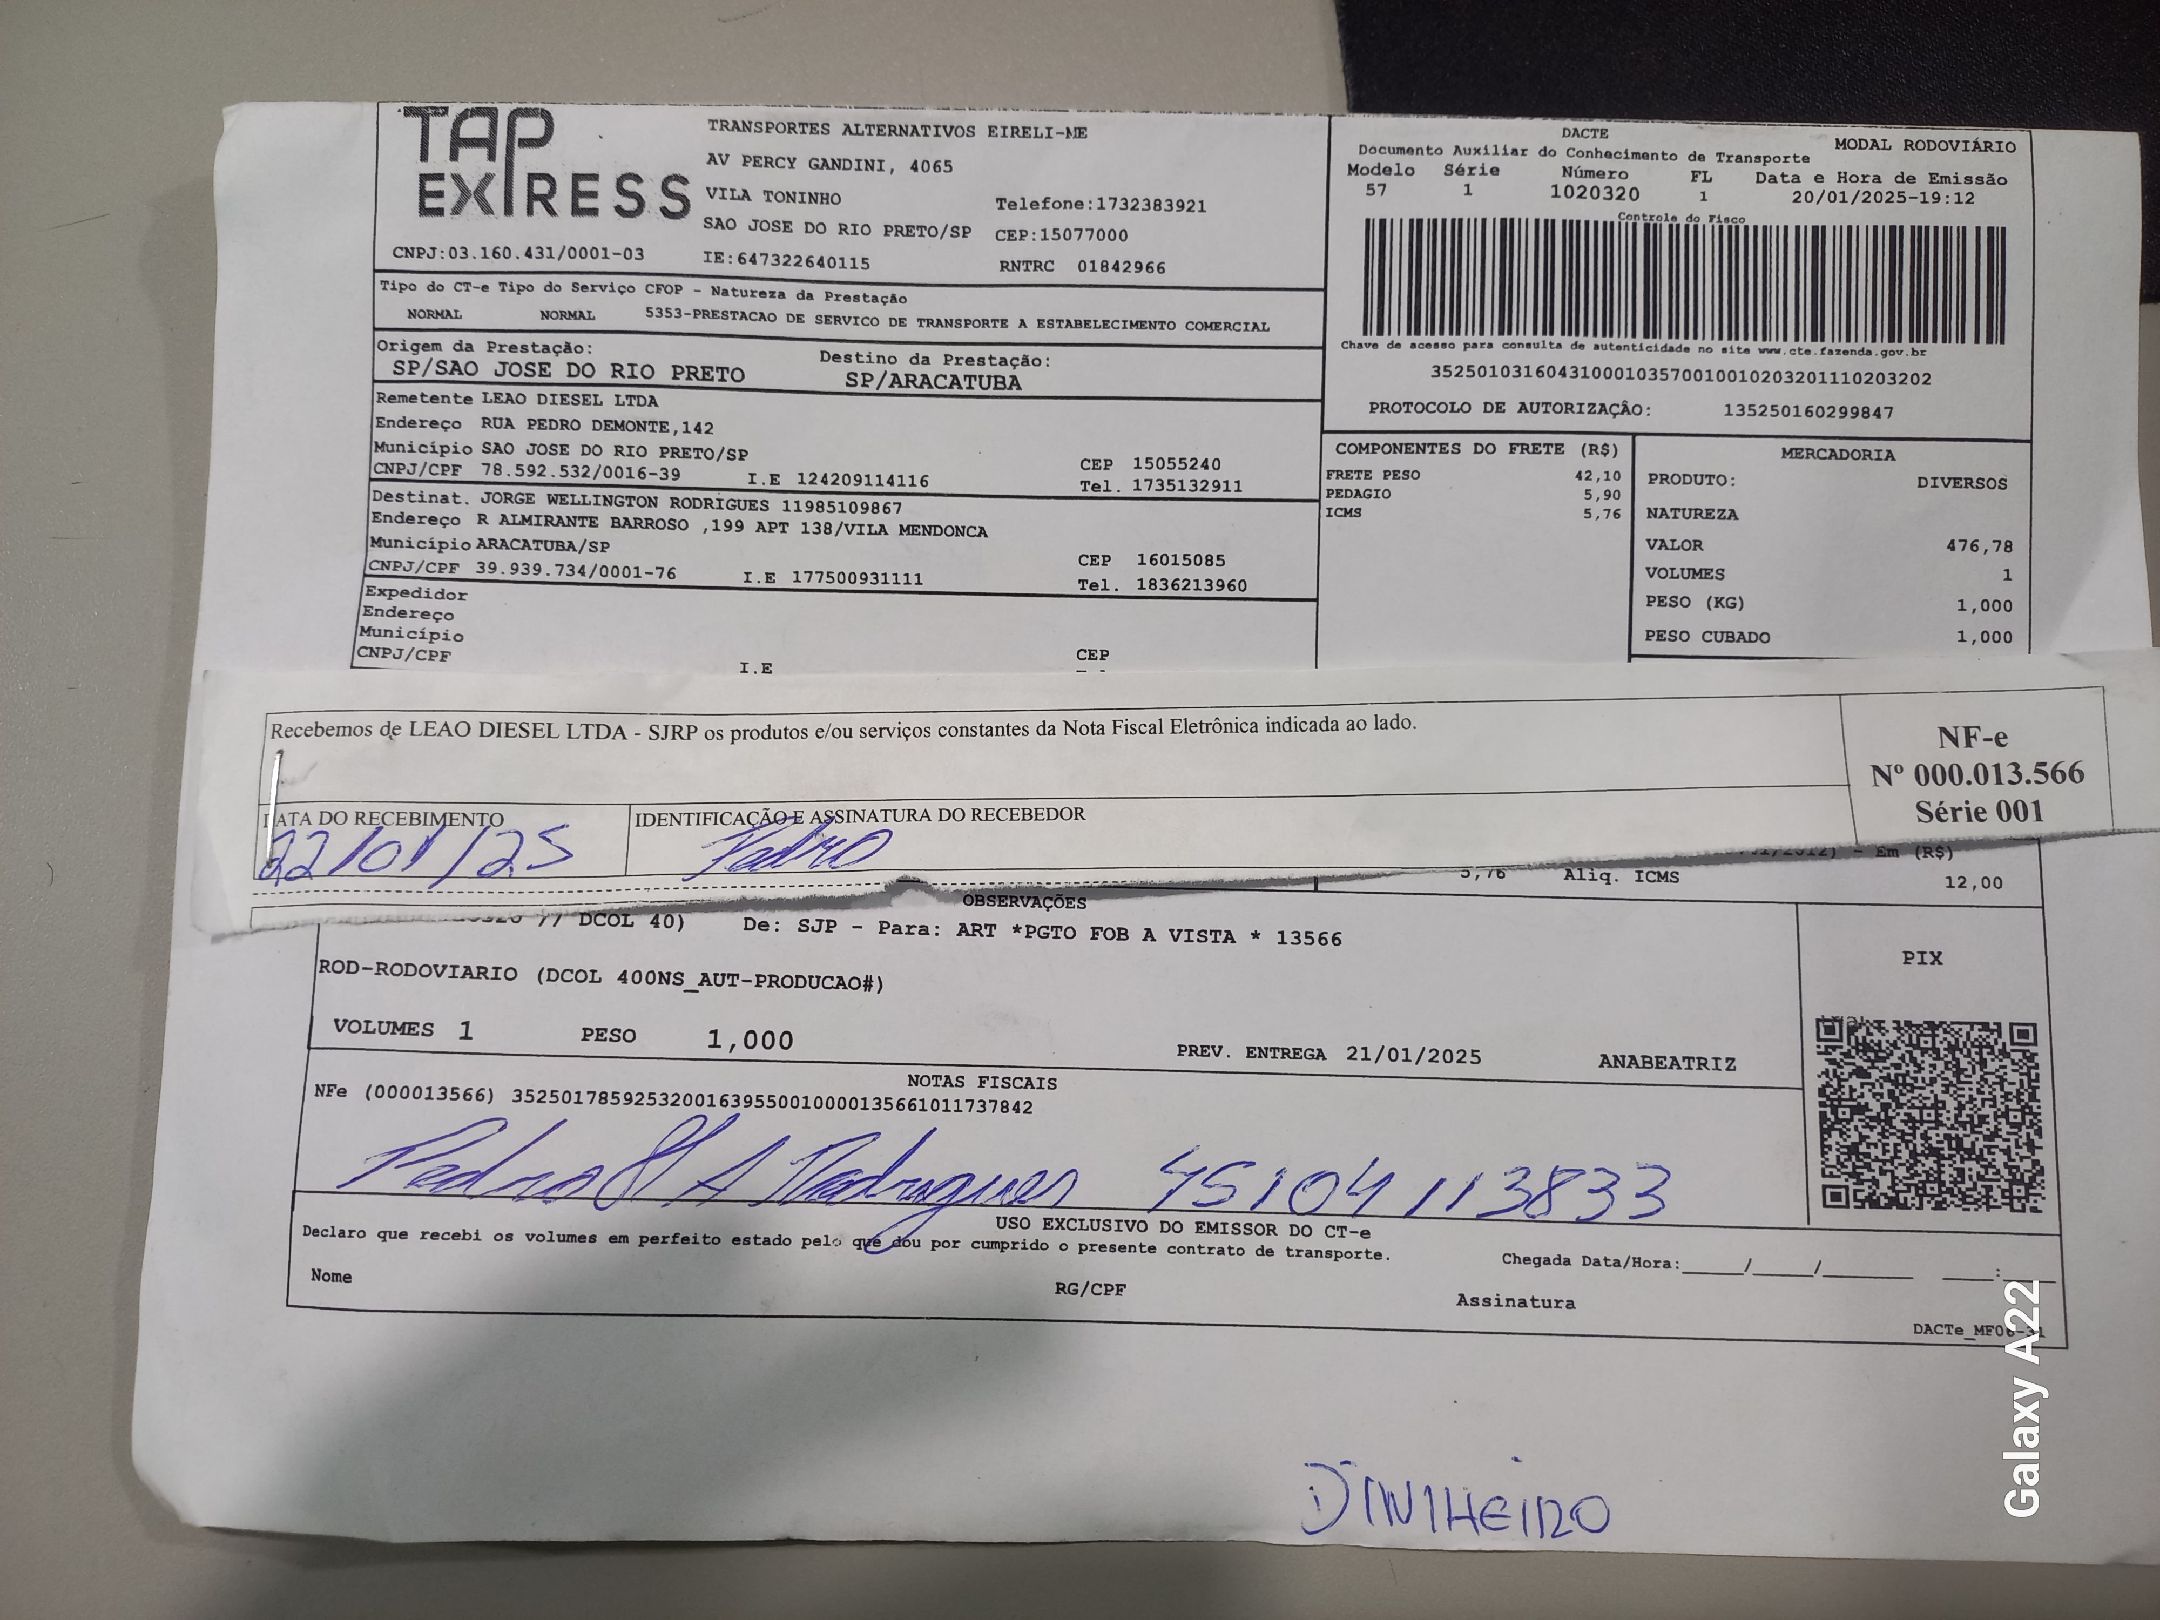 TAP EXPRESS
TRANSPORTES ALTERNATIVOS EIRELI-ME
AV PERCY GANDINI, 4065
VILA TONINHO
Telefone:1732383921
SAO JOSE DO RIO PRETO/SP CEP:15077000
CNPJ:03.160.431/0001-03 IE:647322640115 RNTRC 01842966
DACTE MODAL RODOVIÁRIO
Documento Auxiliar do Conhecimento de Transporte
Modelo Série Número FL Data e Hora de Emissão
57 1 1020320 1 20/01/2025-19:12
Controle do Fisco
Chave de acesso para consulta de autenticidade no site www.cte.fazenda.gov.br
35250103160431000103570010010203201110203202
PROTOCOLO DE AUTORIZAÇÃO: 135250160299847
Tipo do CT-e Tipo do Serviço CFOP - Natureza da Prestação
NORMAL NORMAL 5353-PRESTACAO DE SERVICO DE TRANSPORTE A ESTABELECIMENTO COMERCIAL
Origem da Prestação: Destino da Prestação:
SP/SAO JOSE DO RIO PRETO SP/ARACATUBA
Remetente LEAO DIESEL LTDA
Endereço RUA PEDRO DEMONTE,142
Município SAO JOSE DO RIO PRETO/SP CEP 15055240
CNPJ/CPF 78.592.532/0016-39 I.E 124209114116 Tel. 1735132911
Destinat. JORGE WELLINGTON RODRIGUES 11985109867
Endereço R ALMIRANTE BARROSO ,199 APT 138/VILA MENDONCA
Município ARACATUBA/SP CEP 16015085
CNPJ/CPF 39.939.734/0001-76 I.E 177500931111 Tel. 1836213960
Expedidor
Endereço
Município
CNPJ/CPF I.E CEP
COMPONENTES DO FRETE (R$)
FRETE PESO 42,10
PEDAGIO 5,90
ICMS 5,76
MERCADORIA
PRODUTO: DIVERSOS
NATUREZA
VALOR 476,78
VOLUMES 1
PESO (KG) 1,000
PESO CUBADO 1,000
Recebemos de LEAO DIESEL LTDA - SJRP os produtos e/ou serviços constantes da Nota Fiscal Eletrônica indicada ao lado.
NF-e
Nº 000.013.566
Série 001
DATA DO RECEBIMENTO IDENTIFICAÇÃO E ASSINATURA DO RECEBEDOR
22/01/25 Pedro
- Em (R$)
5,76 Aliq. ICMS 12,00
OBSERVAÇÕES
DCOL 40) De: SJP - Para: ART *PGTO FOB A VISTA * 13566
ROD-RODOVIARIO (DCOL 400NS_AUT-PRODUCAO#)
VOLUMES 1 PESO 1,000
PREV. ENTREGA 21/01/2025 ANABEATRIZ
PIX
NOTAS FISCAIS
NFe (000013566) 35250178592532001639550010000135661011737842
Pedro H A Rodrigues 45104113833
USO EXCLUSIVO DO EMISSOR DO CT-e
Declaro que recebi os volumes em perfeito estado pelo que dou por cumprido o presente contrato de transporte.
Chegada Data/Hora:____/____/______ ___:___
Nome RG/CPF Assinatura
DACTe_MF06-31
DINHEIRO
Galaxy A22